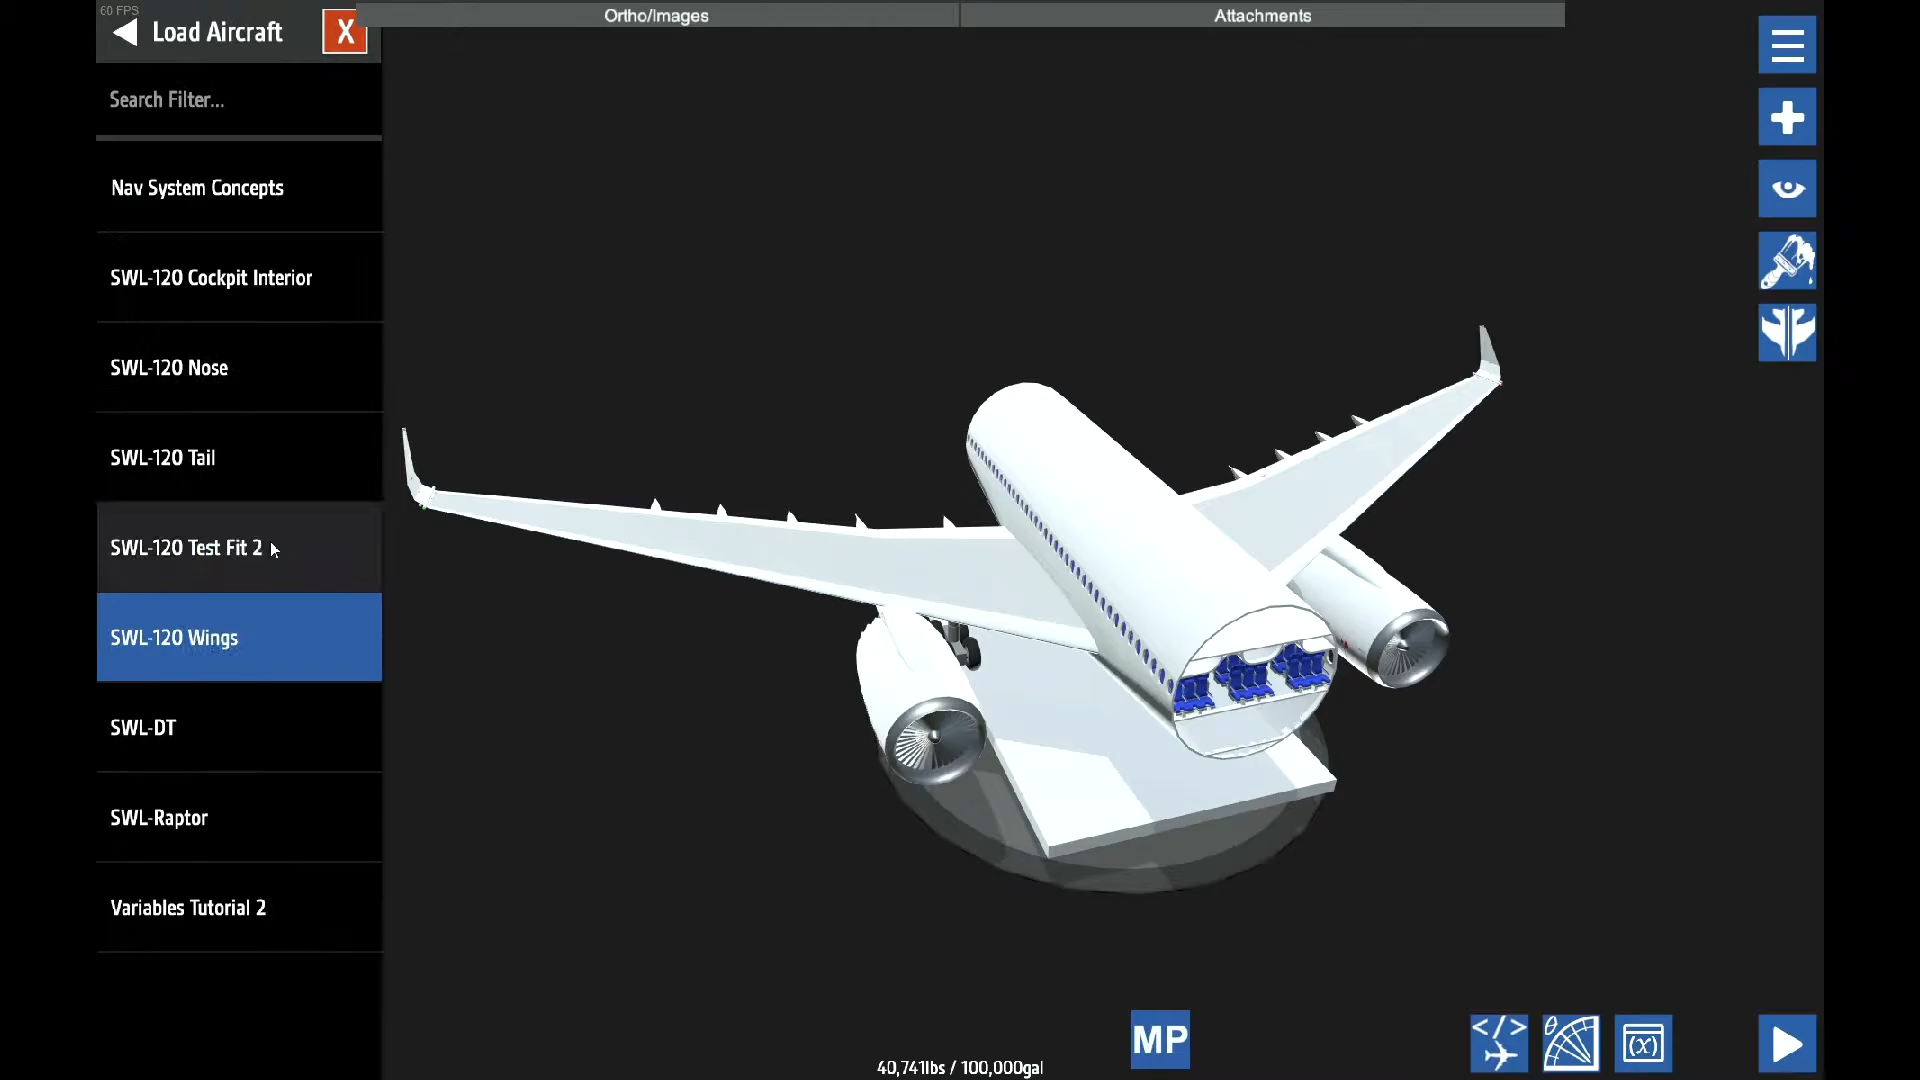 60 FPS
Load Aircraft
X
Ortho/Images
Attachments
Search Filter...
Nav System Concepts
SWL-120 Cockpit Interior
SWL-120 Nose
SWL-120 Tail
SWL-120 Test Fit 2
SWL-120 Wings
SWL-DT
SWL-Raptor
Variables Tutorial 2
MP
</>
θ
(x)
40,741lbs / 100,000gal